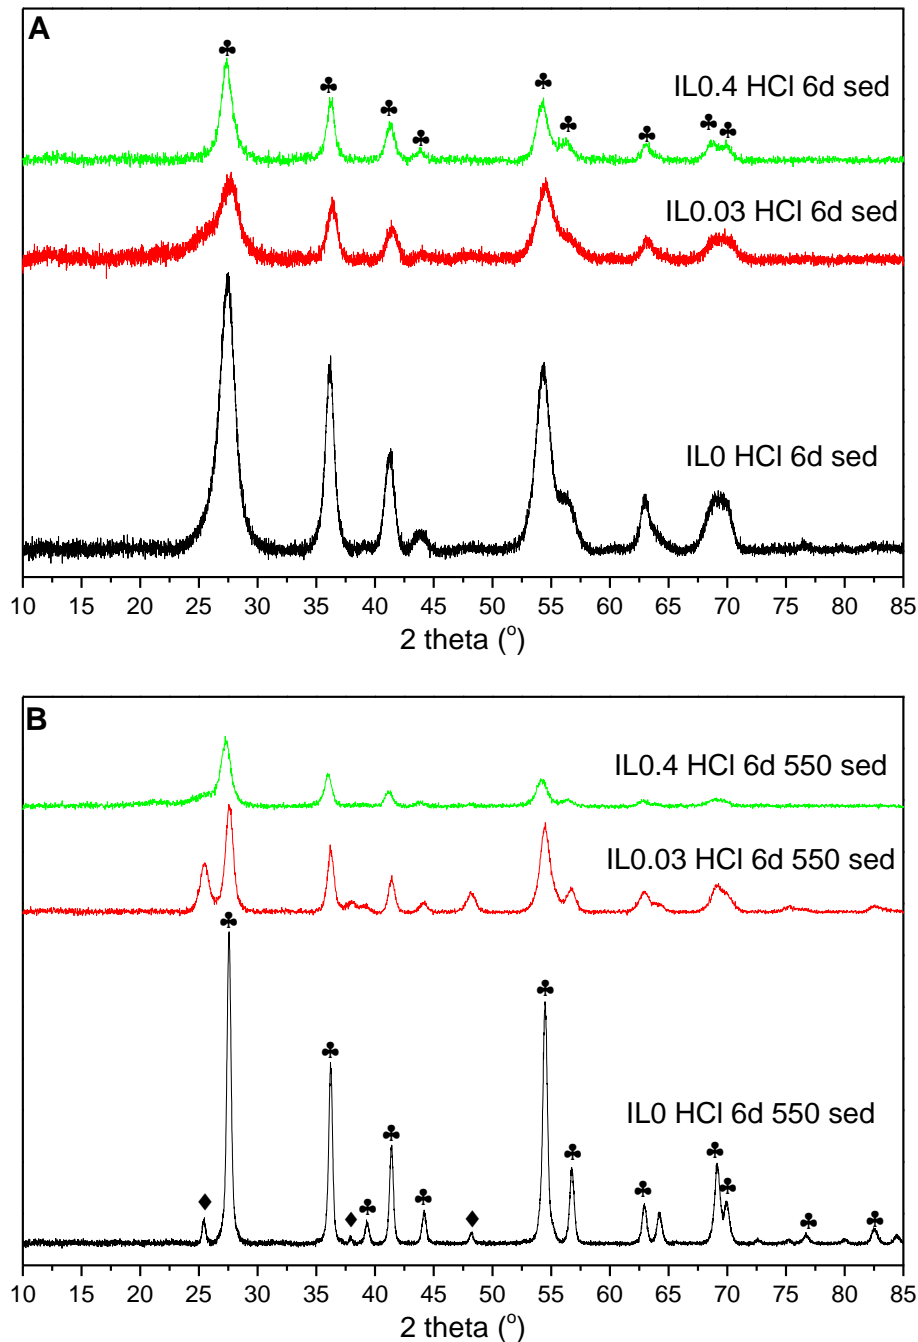 A
IL0.4 HCl 6d sed
IL0.03 HCl 6d sed
IL0 HCl 6d sed
10 15 20 25 30 35 40 45 50 55 60 65 70 75 80 85
2 theta (°)
B
IL0.4 HCl 6d 550 sed
IL0.03 HCl 6d 550 sed
IL0 HCl 6d 550 sed
10 15 20 25 30 35 40 45 50 55 60 65 70 75 80 85
2 theta (°)